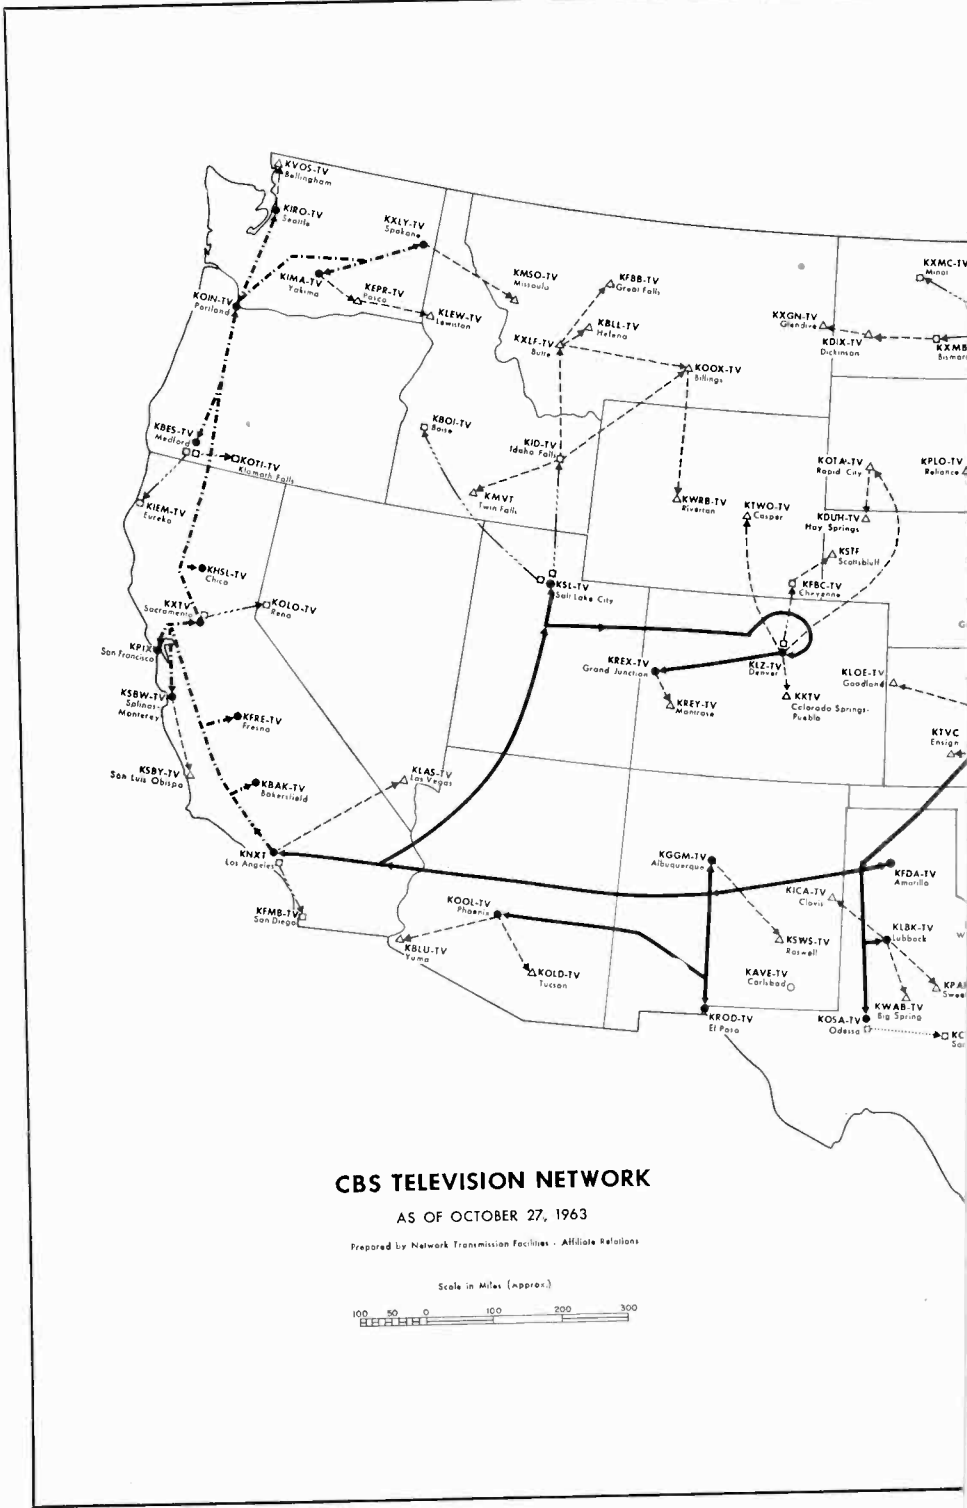 KVOS-TV
Bellingham
KIRO-TV
Seattle
KXLY-TV
Spokane
KIMA-TV
Yakima
KEPR-TV
Pasco
KLEW-TV
Lewiston
KOIN-TV
Portland
KMSO-TV
Missoula
KFBB-TV
Great Falls
KBLL-TV
Helena
KXLF-TV
Butte
KOOX-TV
Billings
KXMC-TV
Minot
KXGN-TV
Glendive
KDIX-TV
Dickinson
KXMB
Bismar
KBES-TV
Medford
KOTI-TV
Klamath Falls
KIEM-TV
Eureka
KBOI-TV
Boise
KID-TV
Idaho Falls
KMVT
Twin Falls
KWRB-TV
Riverton
KTWO-TV
Casper
KOTA-TV
Rapid City
KPLO-TV
Reliance
KDUH-TV
Hay Springs
KSTF
Scottsbluff
KFBC-TV
Cheyenne
KHSL-TV
Chico
KXTV
Sacramento
KOLO-TV
Reno
KSL-TV
Salt Lake City
KPIX
San Francisco
KREX-TV
Grand Junction
KREY-TV
Montrose
KLZ-TV
Denver
KKTV
Colorado Springs-
Pueblo
KLOE-TV
Goodland
G
KTVC
Ensign
KSBW-TV
Salinas-
Monterey
KFRE-TV
Fresno
KSBY-TV
San Luis Obispo
KBAK-TV
Bakersfield
KLAS-TV
Las Vegas
KNXT
Los Angeles
KFMB-TV
San Diego
KOOL-TV
Phoenix
KBLU-TV
Yuma
KOLD-TV
Tucson
KGGM-TV
Albuquerque
KSWS-TV
Roswell
KAVE-TV
Carlsbad
KICA-TV
Clovis
KFDA-TV
Amarillo
KLBK-TV
Lubbock
W
KPAR
Swee
KWAB-TV
Big Spring
KROD-TV
El Paso
KOSA-TV
Odessa
KC
San
CBS TELEVISION NETWORK
AS OF OCTOBER 27, 1963
Prepared by Network Transmission Facilities - Affiliate Relations
Scale in Miles (Approx.)
100 50 0 100 200 300